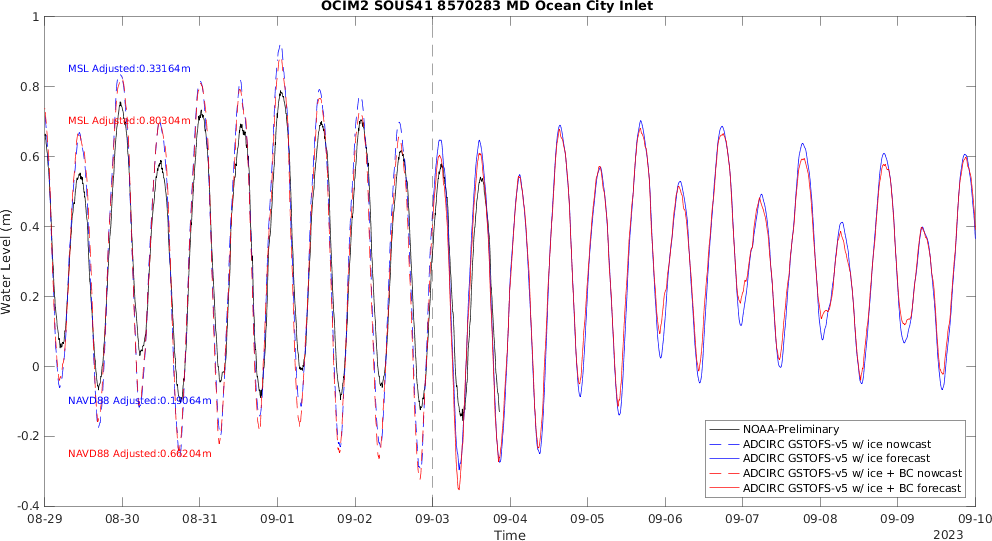 OCIM2 SOUS41 8570283 MD Ocean City Inlet
Water Level (m)
1
0.8
0.6
0.4
0.2
0
-0.2
-0.4
MSL Adjusted:0.33164m
MSL Adjusted:0.80304m
NAVD88 Adjusted:0.19064m
NAVD88 Adjusted:0.66204m
NOAA-Preliminary
ADCIRC GSTOFS-v5 w/ ice nowcast
ADCIRC GSTOFS-v5 w/ ice forecast
ADCIRC GSTOFS-v5 w/ ice + BC nowcast
ADCIRC GSTOFS-v5 w/ ice + BC forecast
08-29 08-30 08-31 09-01 09-02 09-03 09-04 09-05 09-06 09-07 09-08 09-09 09-10
Time
2023